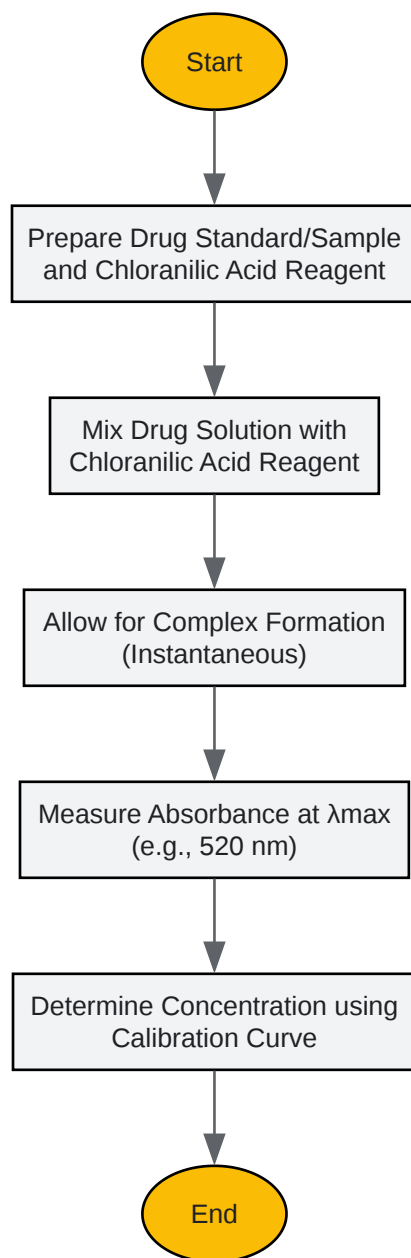 Start
Prepare Drug Standard/Sample
and Chloranilic Acid Reagent
Mix Drug Solution with
Chloranilic Acid Reagent
Allow for Complex Formation
(Instantaneous)
Measure Absorbance at λmax
(e.g., 520 nm)
Determine Concentration using
Calibration Curve
End